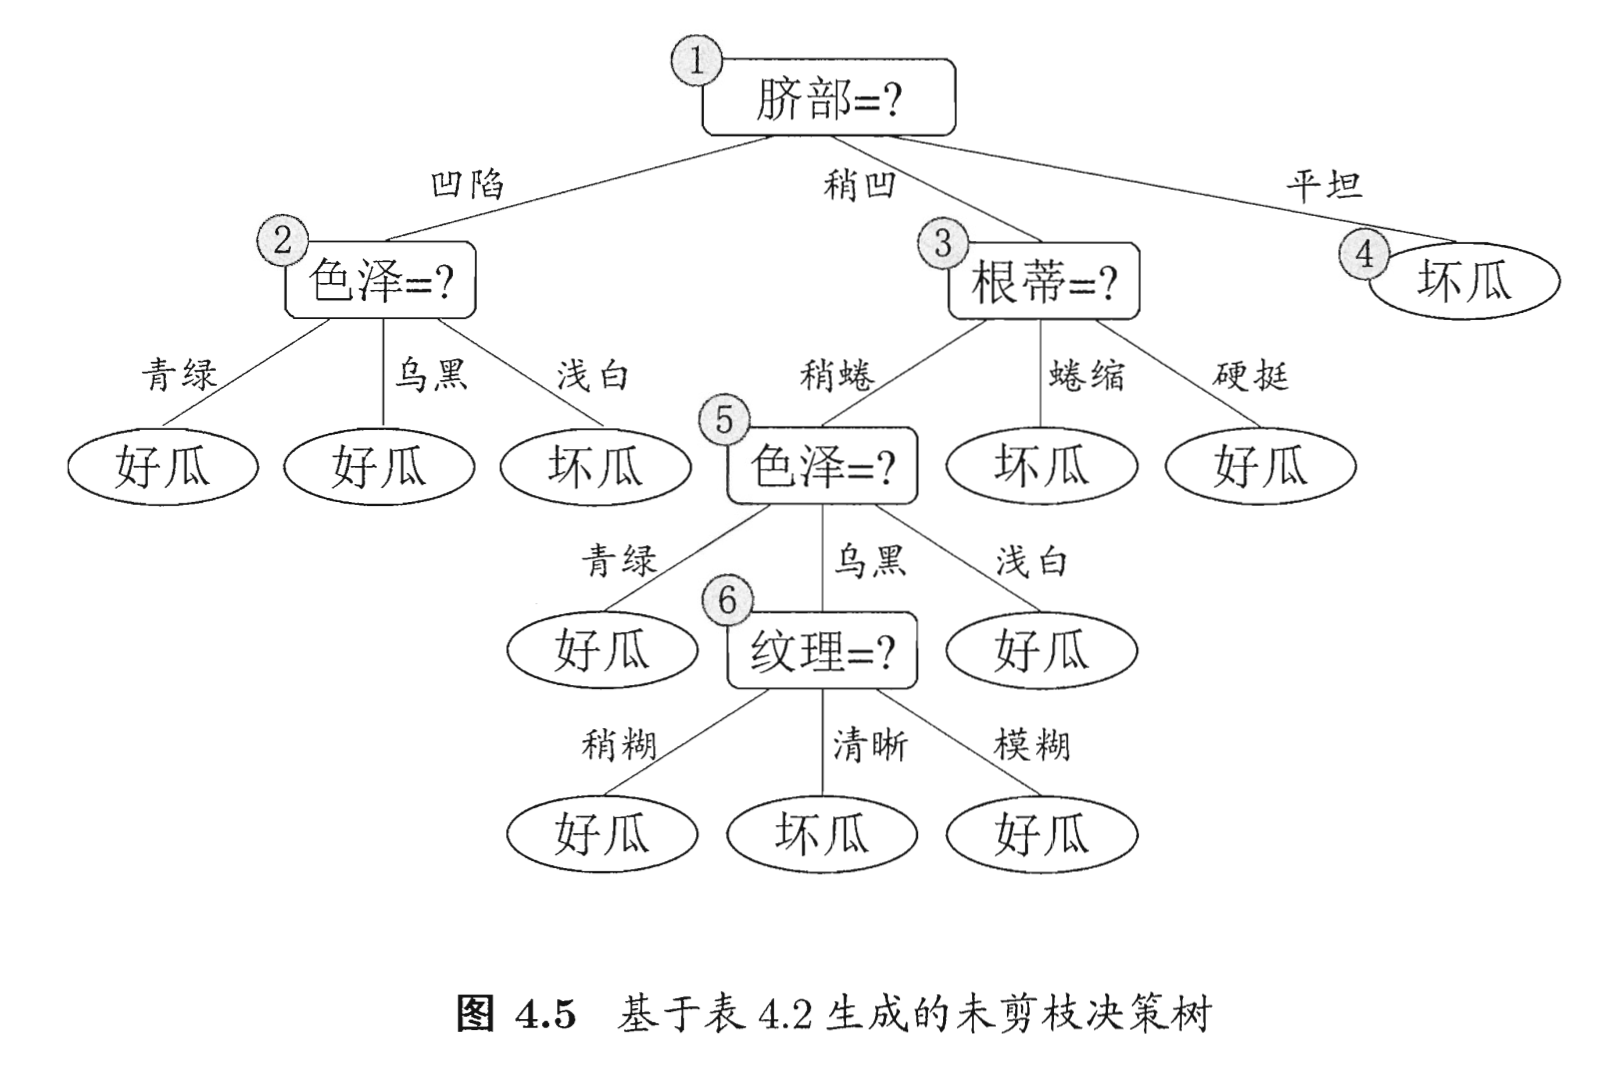 ① 脐部=?
凹陷 稍凹 平坦
② 色泽=? ③ 根蒂=? ④ 坏瓜
青绿 乌黑 浅白 稍蜷 蜷缩 硬挺
好瓜 好瓜 坏瓜 ⑤ 色泽=? 坏瓜 好瓜
青绿 乌黑 浅白
好瓜 ⑥ 纹理=? 好瓜
稍糊 清晰 模糊
好瓜 坏瓜 好瓜
图 4.5 基于表 4.2 生成的未剪枝决策树